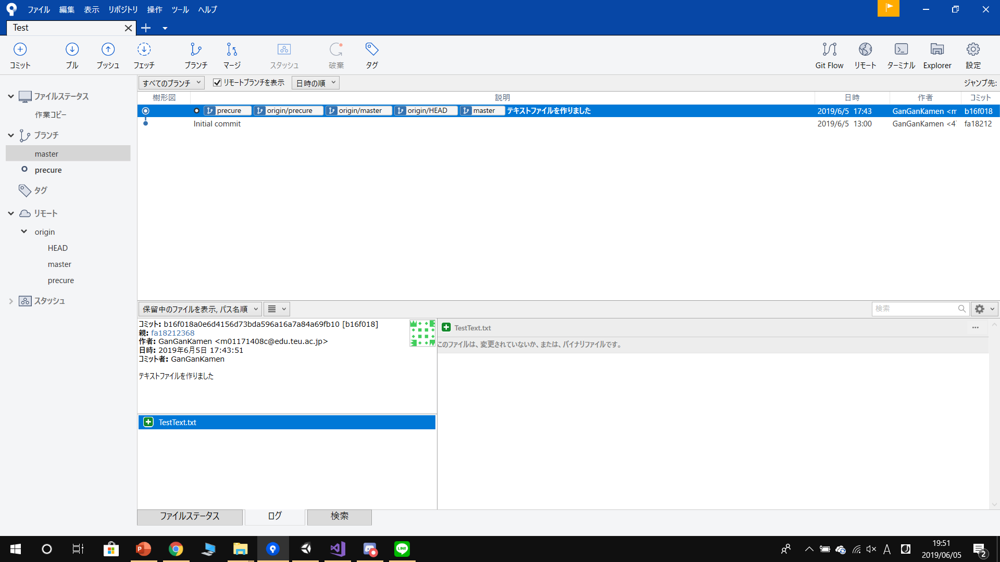 ファイル 編集 表示 リポジトリ 操作 ツール ヘルプ
Test
コミット プル プッシュ フェッチ ブランチ マージ スタッシュ 破棄 タグ Git Flow リモート ターミナル Explorer 設定
すべてのブランチ リモートブランチを表示 日時の順 ジャンプ先:
樹形図 説明 日時 作者 コミット
precure origin/precure origin/master origin/HEAD master テキストファイルを作りました 2019/6/5 17:43 GanGanKamen <m b16f018
Initial commit 2019/6/5 13:00 GanGanKamen <4 fa18212
ファイルステータス
作業コピー
ブランチ
master
precure
タグ
リモート
origin
HEAD
master
precure
スタッシュ
保留中のファイルを表示, パス名順 検索
コミット: b16f018a0e6d4156d73bda596a16a7a84a69fb10 [b16f018]
親: fa18212368
作者: GanGanKamen <m01171408c@edu.teu.ac.jp>
日時: 2019年6月5日 17:43:51
コミット者: GanGanKamen
テキストファイルを作りました
TestText.txt
TestText.txt
このファイルは、変更されていないか、または、バイナリファイルです。
ファイルステータス ログ 検索
LINE
A
J
19:51
2019/06/05
2